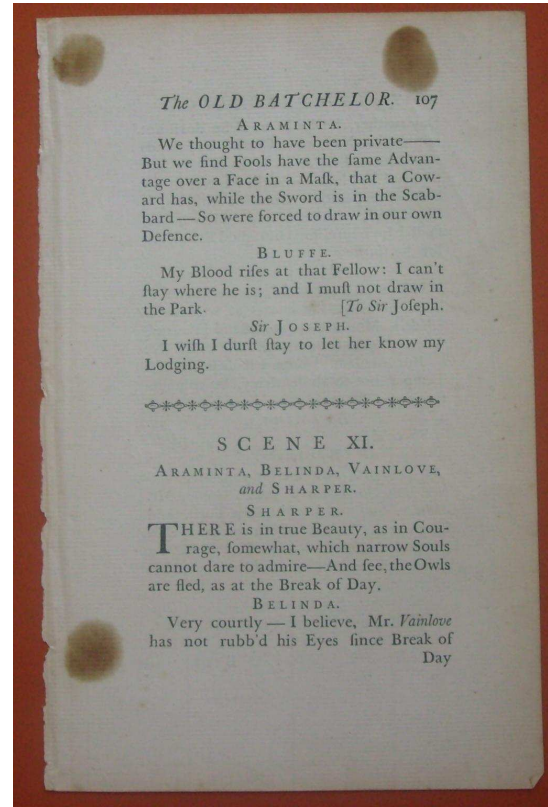 The OLD BATCHELOR. 107
ARAMINTA.
We thought to have been private——
But we find Fools have the ſame Advan-
tage over a Face in a Maſk, that a Cow-
ard has, while the Sword is in the Scab-
bard — So were forced to draw in our own
Defence.
BLUFFE.
My Blood riſes at that Fellow: I can't
ſtay where he is; and I muſt not draw in
the Park. [To Sir Joſeph.
Sir JOSEPH.
I wiſh I durſt ſtay to let her know my
Lodging.
SCENE XI.
ARAMINTA, BELINDA, VAINLOVE,
and SHARPER.
SHARPER.
THERE is in true Beauty, as in Cou-
rage, ſomewhat, which narrow Souls
cannot dare to admire—And ſee, the Owls
are fled, as at the Break of Day.
BELINDA.
Very courtly — I believe, Mr. Vainlove
has not rubb'd his Eyes ſince Break of
Day